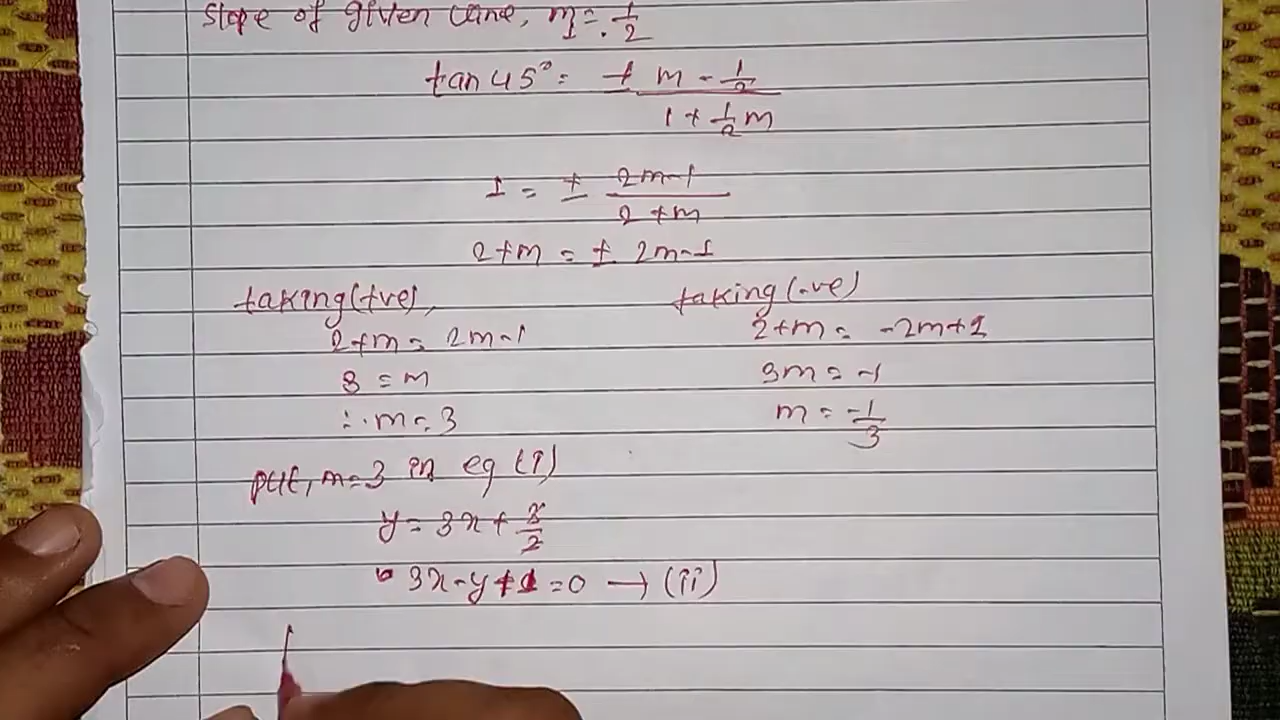 slope of given line, m₁ = 1/2
tan 45° = ± (m - 1/2) / (1 + 1/2 m)
1 = ± (2m-1) / (2+m)
2+m = ± 2m-1
taking (+ve),
2+m = 2m-1
3 = m
∴ m = 3
taking (-ve)
2+m = -2m+1
3m = -1
m = -1/3
put, m=3 in eq (i)
y = 3x +
3x-y+1 =0 → (ii)